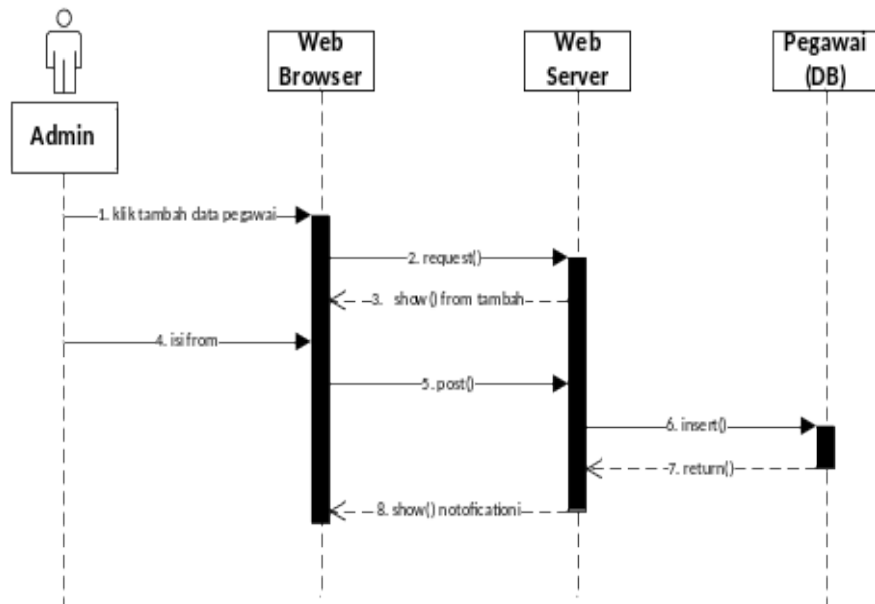 Web
Browser
Web
Server
Pegawai
(DB)
Admin
1. klik tambah data pegawai
2. request()
3. show() from tambah
4. isi from
5. post()
6. insert()
7. return()
8. show() notoficationi